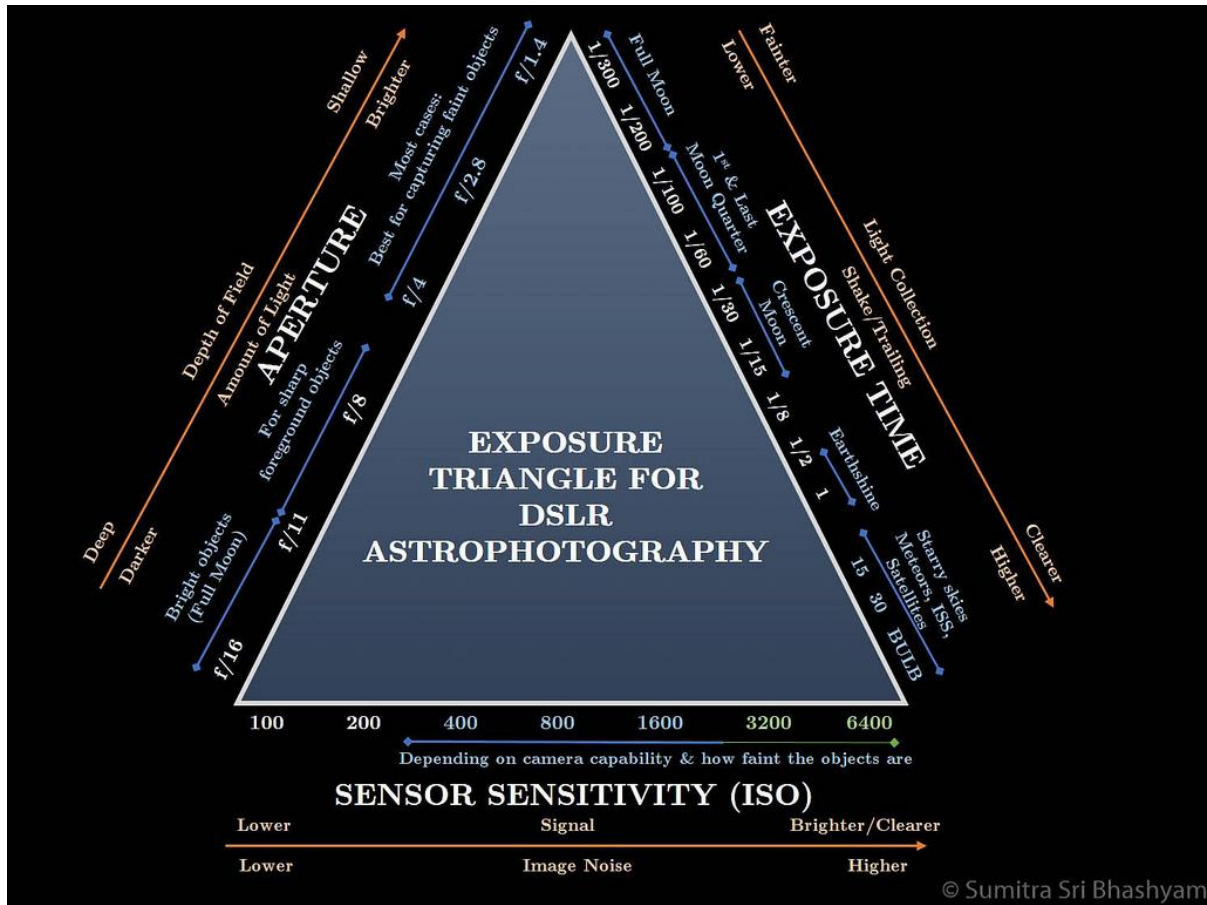 Shallow
Brighter
Depth of Field
Amount of Light
Deep
Darker
APERTURE
Most cases:
Best for capturing faint objects
For sharp
foreground objects
Bright objects
(Full Moon)
f/1.4
f/2.8
f/4
f/8
f/11
f/16
1/300
1/200
1/100
1/60
1/30
1/15
1/8
1/2
1
15
30
BULB
Full Moon
1st & Last
Moon Quarter
Crescent
Moon
Earthshine
Starry skies
Meteors, ISS,
Satellites
EXPOSURE TIME
Fainter
Lower
Light Collection
Shake/Trailing
Clearer
Higher
EXPOSURE
TRIANGLE FOR
DSLR
ASTROPHOTOGRAPHY
100 200 400 800 1600 3200 6400
Depending on camera capability & how faint the objects are
SENSOR SENSITIVITY (ISO)
Lower Signal Brighter/Clearer
Lower Image Noise Higher
© Sumitra Sri Bhashyam